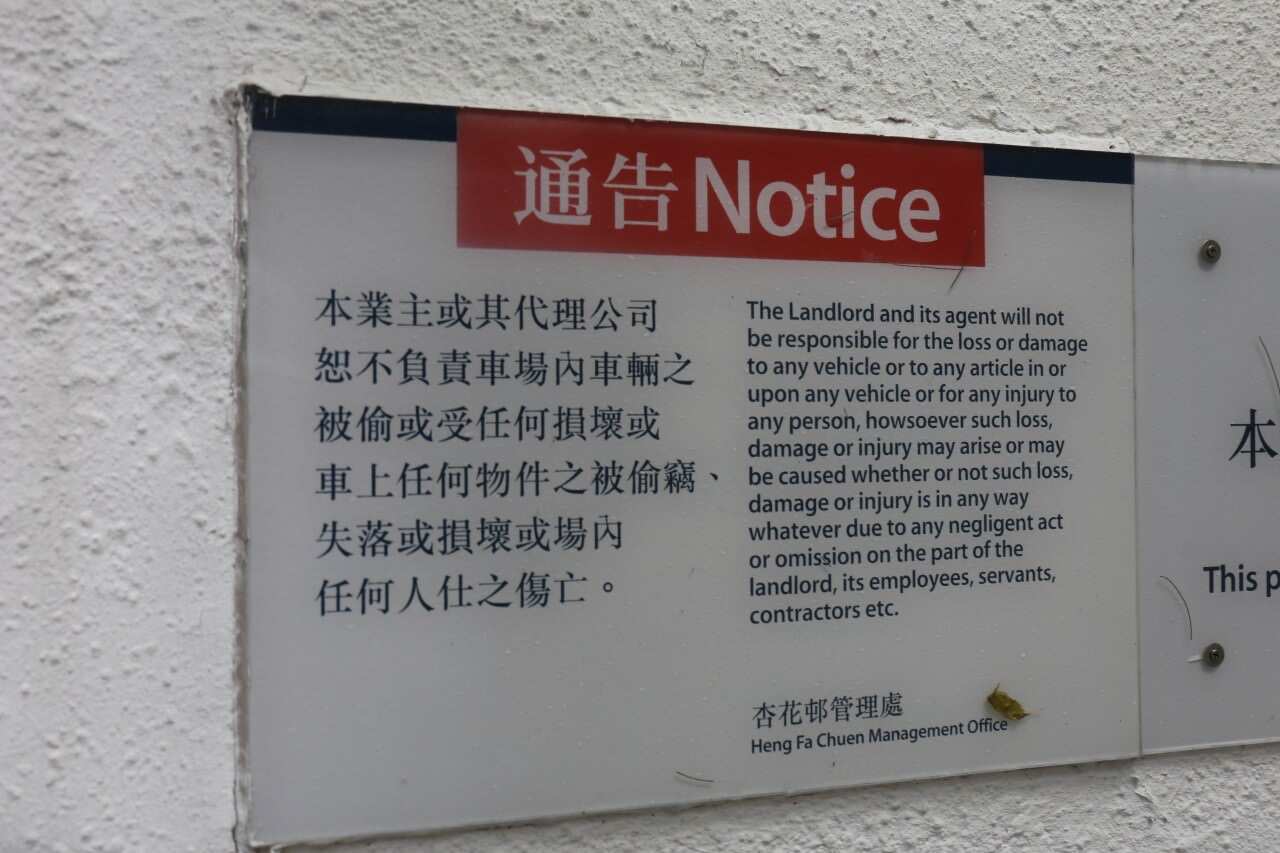 通告 Notice
本業主或其代理公司
恕不負責車場內車輛之
被偷或受任何損壞或
車上任何物件之被偷竊、
失落或損壞或場內
任何人仕之傷亡。
The Landlord and its agent will not
be responsible for the loss or damage
to any vehicle or to any article in or
upon any vehicle or for any injury to
any person, howsoever such loss,
damage or injury may arise or may
be caused whether or not such loss,
damage or injury is in any way
whatever due to any negligent act
or omission on the part of the
landlord, its employees, servants,
contractors etc.
杏花邨管理處
Heng Fa Chuen Management Office
本
This p